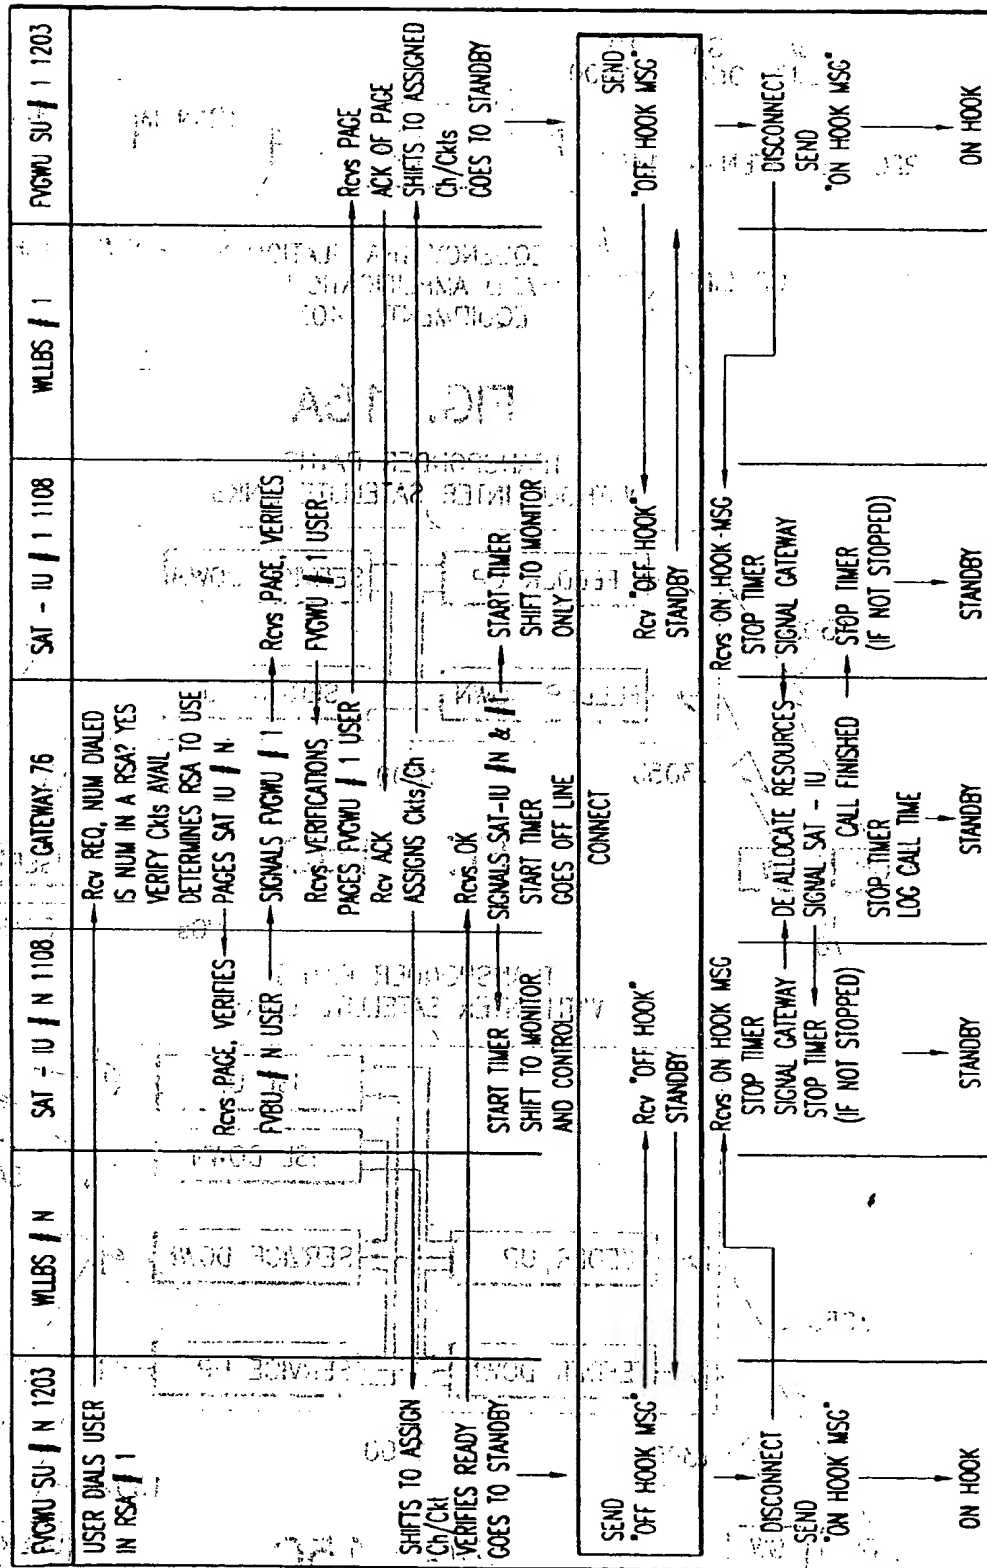 FVGWU SU # N 1203
WLLBS # N
SAT - IU # N 1108
GATEWAY 76
SAT - IU # 1 1108
WLLBS # 1
FVGWU SU # 1 1203
USER DIALS USER
IN RSA # 1
Rcv REQ, NUM DIALED
IS NUM IN A RSA? YES
VERIFY Ckts AVAIL
DETERMINES RSA TO USE
PAGES SAT IU # N
Rcvs PAGE, VERIFIES
FVBU # N USER
SIGNALS FVGWU # 1
Rcvs PAGE, VERIFIES
FVGWU # 1 USER
Rcvs VERIFICATIONS
PAGES FVGWU # 1 USER
Rcvs PAGE
ACK OF PAGE
Rcv ACK
ASSIGNS Ckts/Ch
SHIFTS TO ASSIGNED
Ch/Ckts
GOES TO STANDBY
SHIFTS TO ASSIGN
Ch/Ckt
VERIFIES READY
GOES TO STANDBY
Rcvs OK
SIGNALS SAT-IU # N & # 1
START TIMER
GOES OFF LINE
START TIMER
SHIFT TO MONITOR
AND CONTROL
START TIMER
SHIFT TO MONITOR
ONLY
CONNECT
SEND
"OFF HOOK MSG"
Rcv "OFF HOOK"
STANDBY
Rcv "OFF HOOK"
STANDBY
SEND
"OFF HOOK MSG"
DISCONNECT
SEND
"ON HOOK MSG"
ON HOOK
Rcvs ON HOOK MSG
STOP TIMER
SIGNAL GATEWAY
STOP TIMER
(IF NOT STOPPED)
STANDBY
DE ALLOCATE RESOURCES
SIGNAL SAT - IU
CALL FINISHED
STOP TIMER
LOG CALL TIME
STANDBY
Rcvs ON HOOK MSG
STOP TIMER
SIGNAL GATEWAY
STOP TIMER
(IF NOT STOPPED)
STANDBY
DISCONNECT
SEND
"ON HOOK MSG"
ON HOOK
FIG. 16A
SERVICE DOWN
SERVICE UP